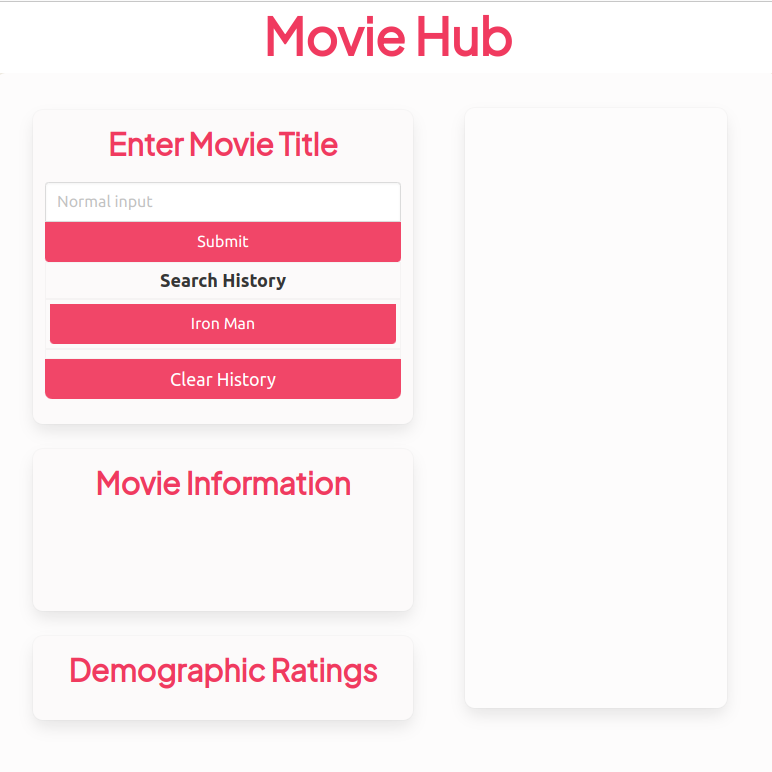 Movie Hub
Enter Movie Title
Normal input
Submit
Search History
Iron Man
Clear History
Movie Information
Demographic Ratings